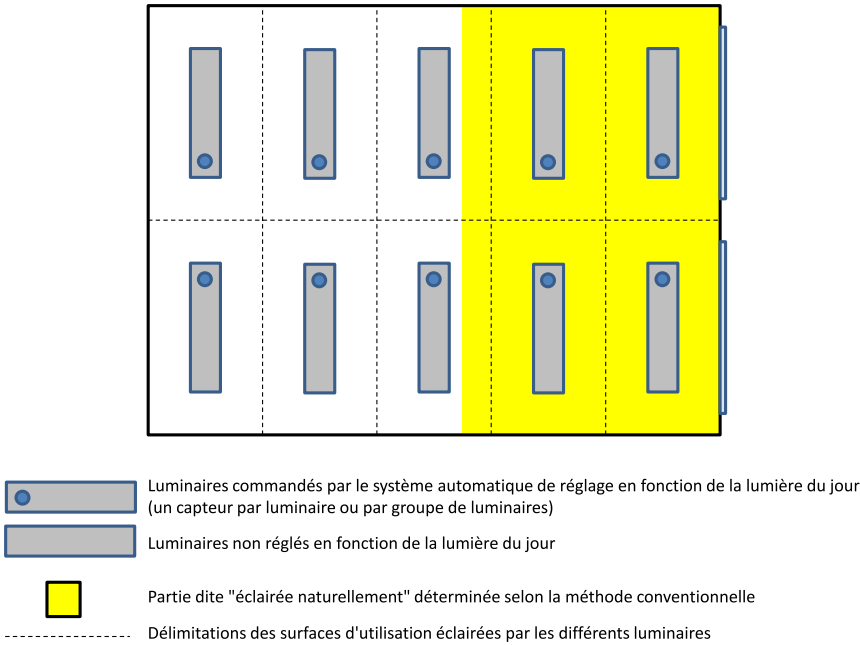 Luminaires commandés par le système automatique de réglage en fonction de la lumière du jour
(un capteur par luminaire ou par groupe de luminaires)
Luminaires non réglés en fonction de la lumière du jour
Partie dite "éclairée naturellement" déterminée selon la méthode conventionnelle
Délimitations des surfaces d'utilisation éclairées par les différents luminaires